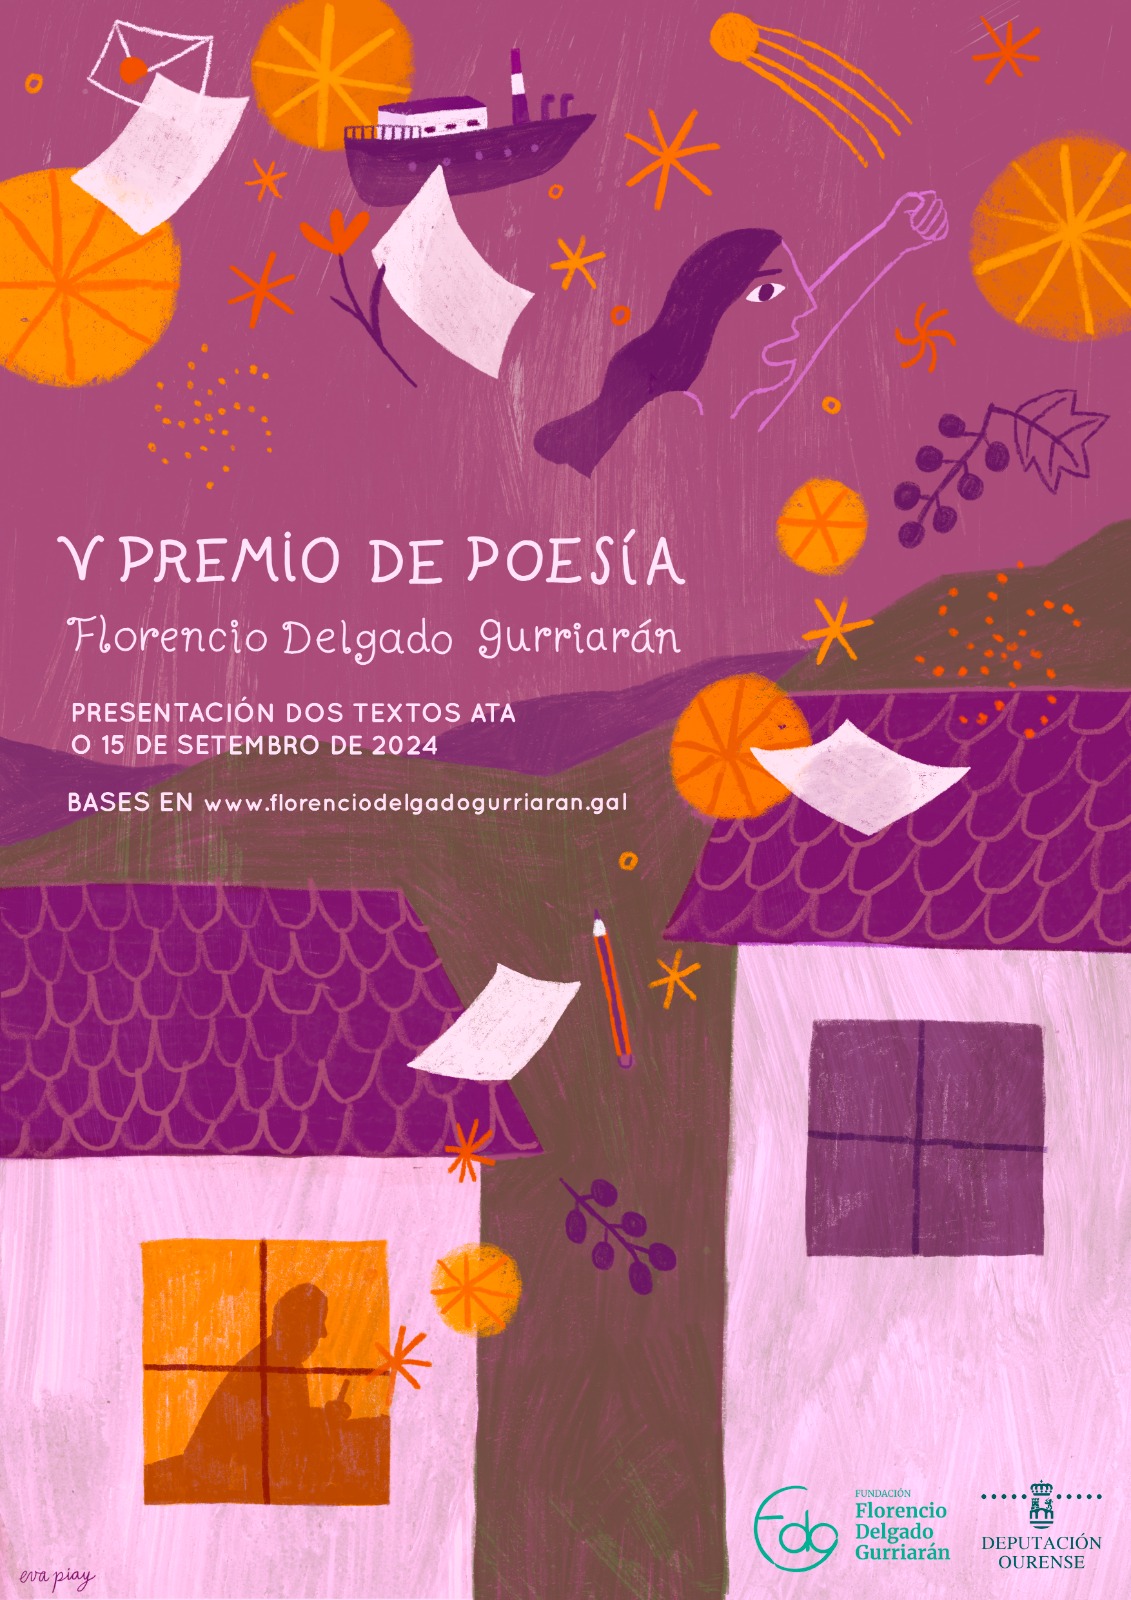 V PREMIO DE POESÍA
Florencio Delgado Gurriarán
PRESENTACIÓN DOS TEXTOS ATA
O 15 DE SETEMBRO DE 2024
BASES EN www.florenciodelgadogurriaran.gal
Fdg
FUNDACIÓN
Florencio
Delgado
Gurriarán
DEPUTACIÓN
OURENSE
eva piay